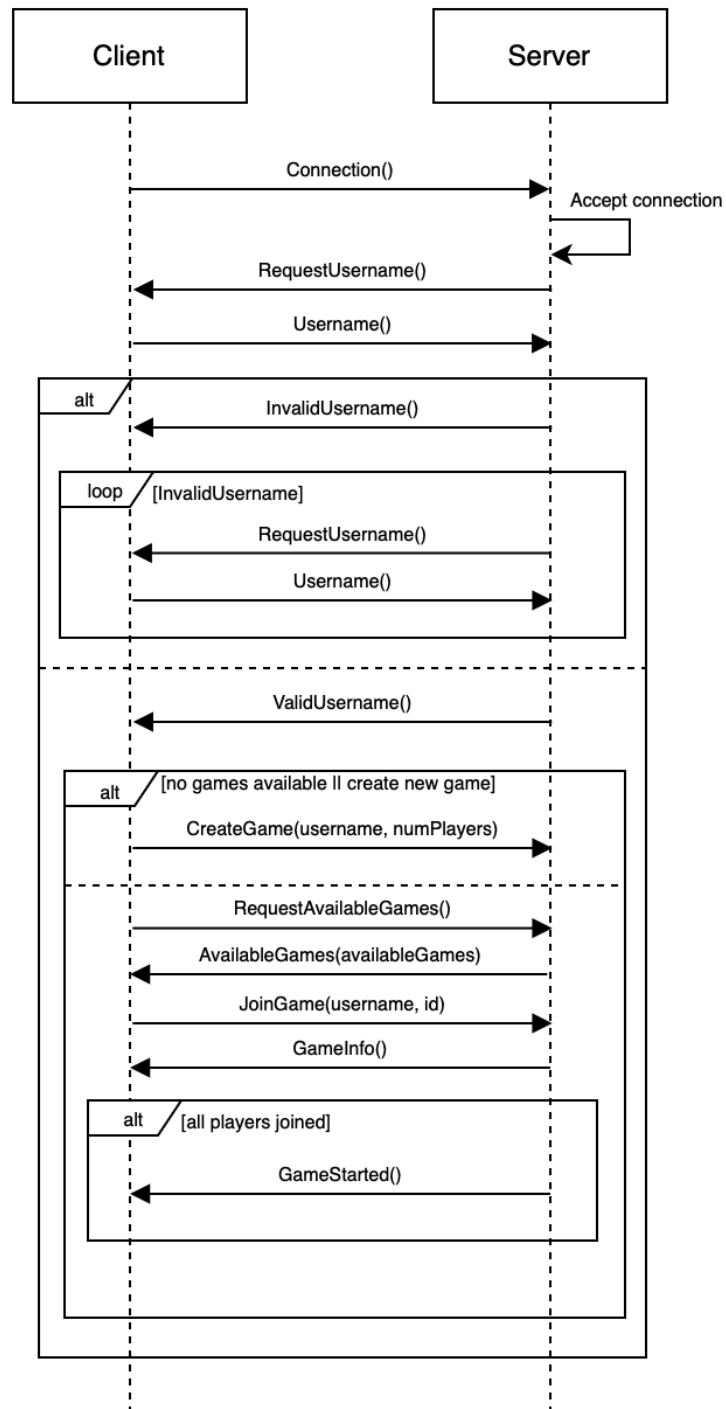 Client
Server
Connection()
Accept connection
RequestUsername()
Username()
alt
InvalidUsername()
loop
[InvalidUsername]
RequestUsername()
Username()
ValidUsername()
alt
[no games available || create new game]
CreateGame(username, numPlayers)
RequestAvailableGames()
AvailableGames(availableGames)
JoinGame(username, id)
GameInfo()
alt
[all players joined]
GameStarted()